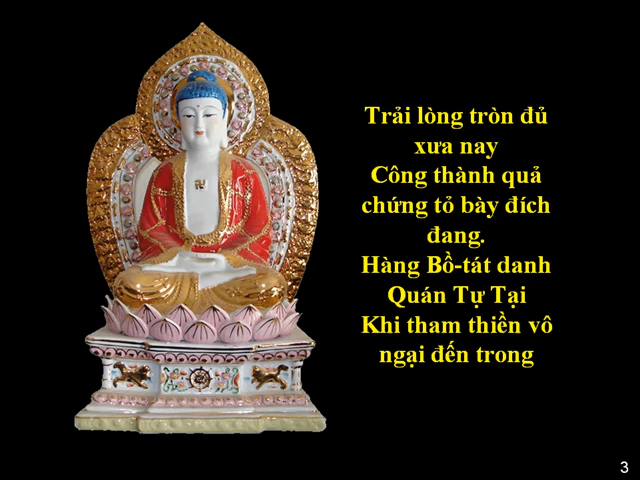 Trải lòng tròn đủ
xưa nay
Công thành quả
chứng tỏ bày đích
đang.
Hàng Bồ-tát danh
Quán Tự Tại
Khi tham thiền vô
ngại đến trong
3